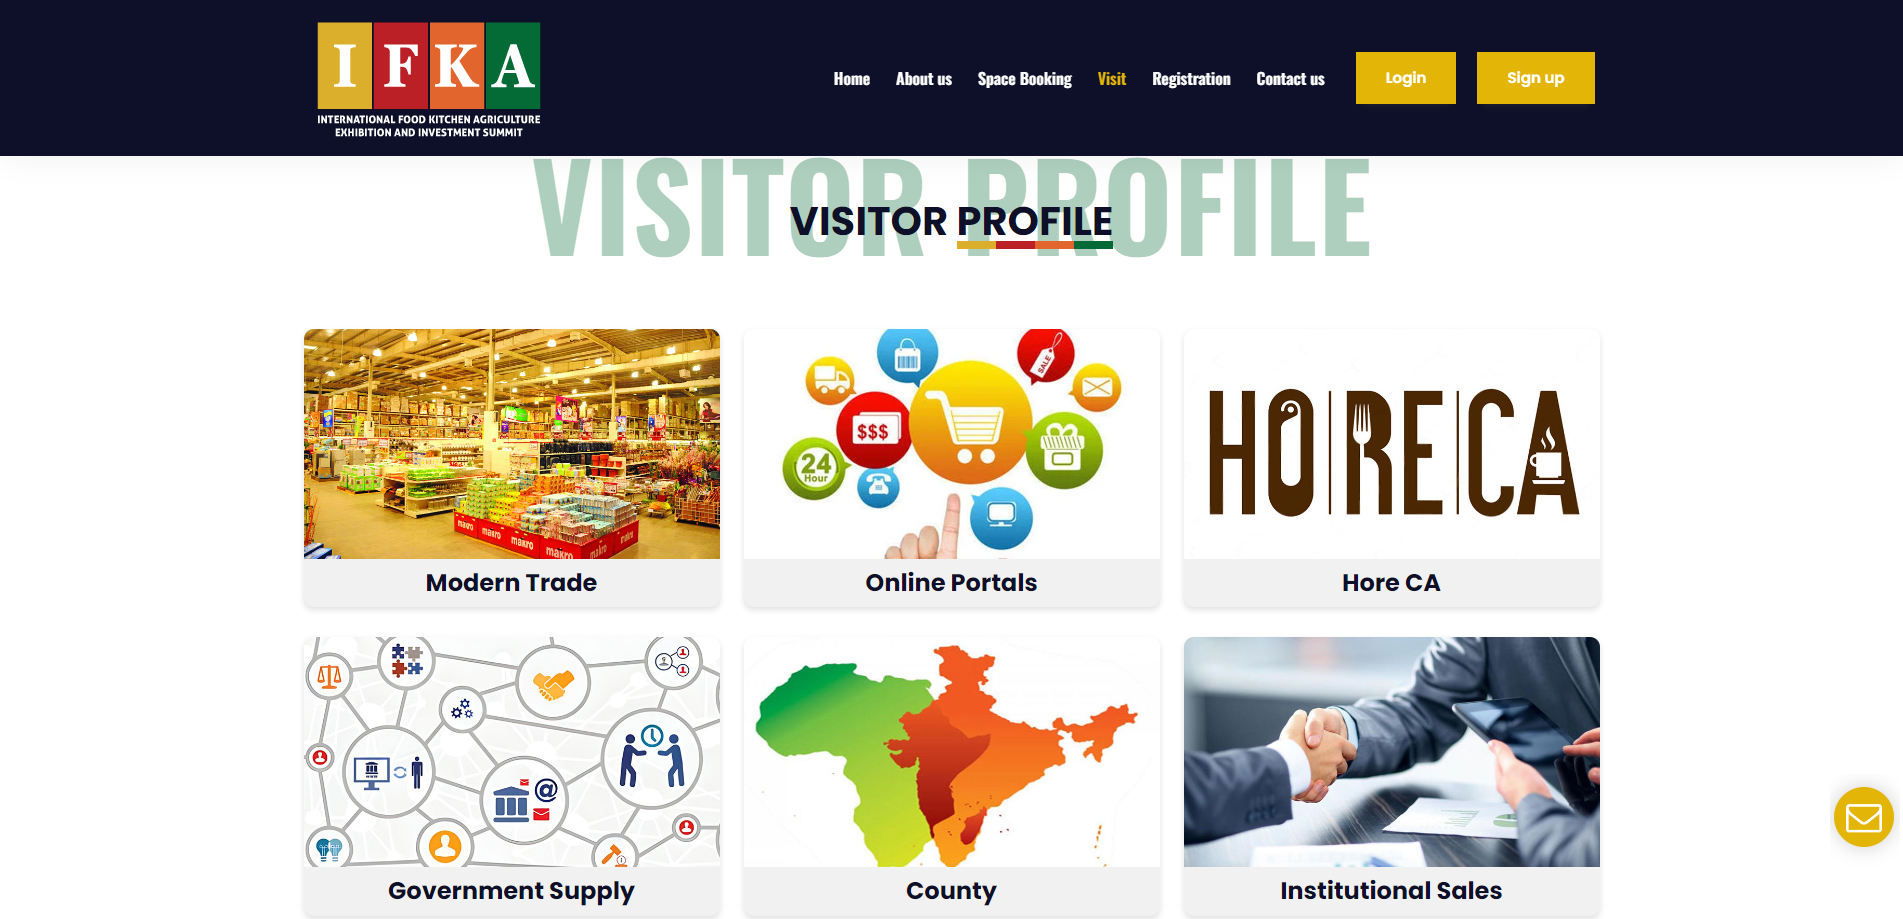 I F K A
INTERNATIONAL FOOD KITCHEN AGRICULTURE
EXHIBITION AND INVESTMENT SUMMIT
Home About us Space Booking Visit Registration Contact us Login Sign up
VISITOR PROFILE
VISITOR PROFILE
makro makro makro makro makro
SALE
$$$
24
Hour
HORECA
Modern Trade Online Portals Hore CA
@
Government Supply County Institutional Sales